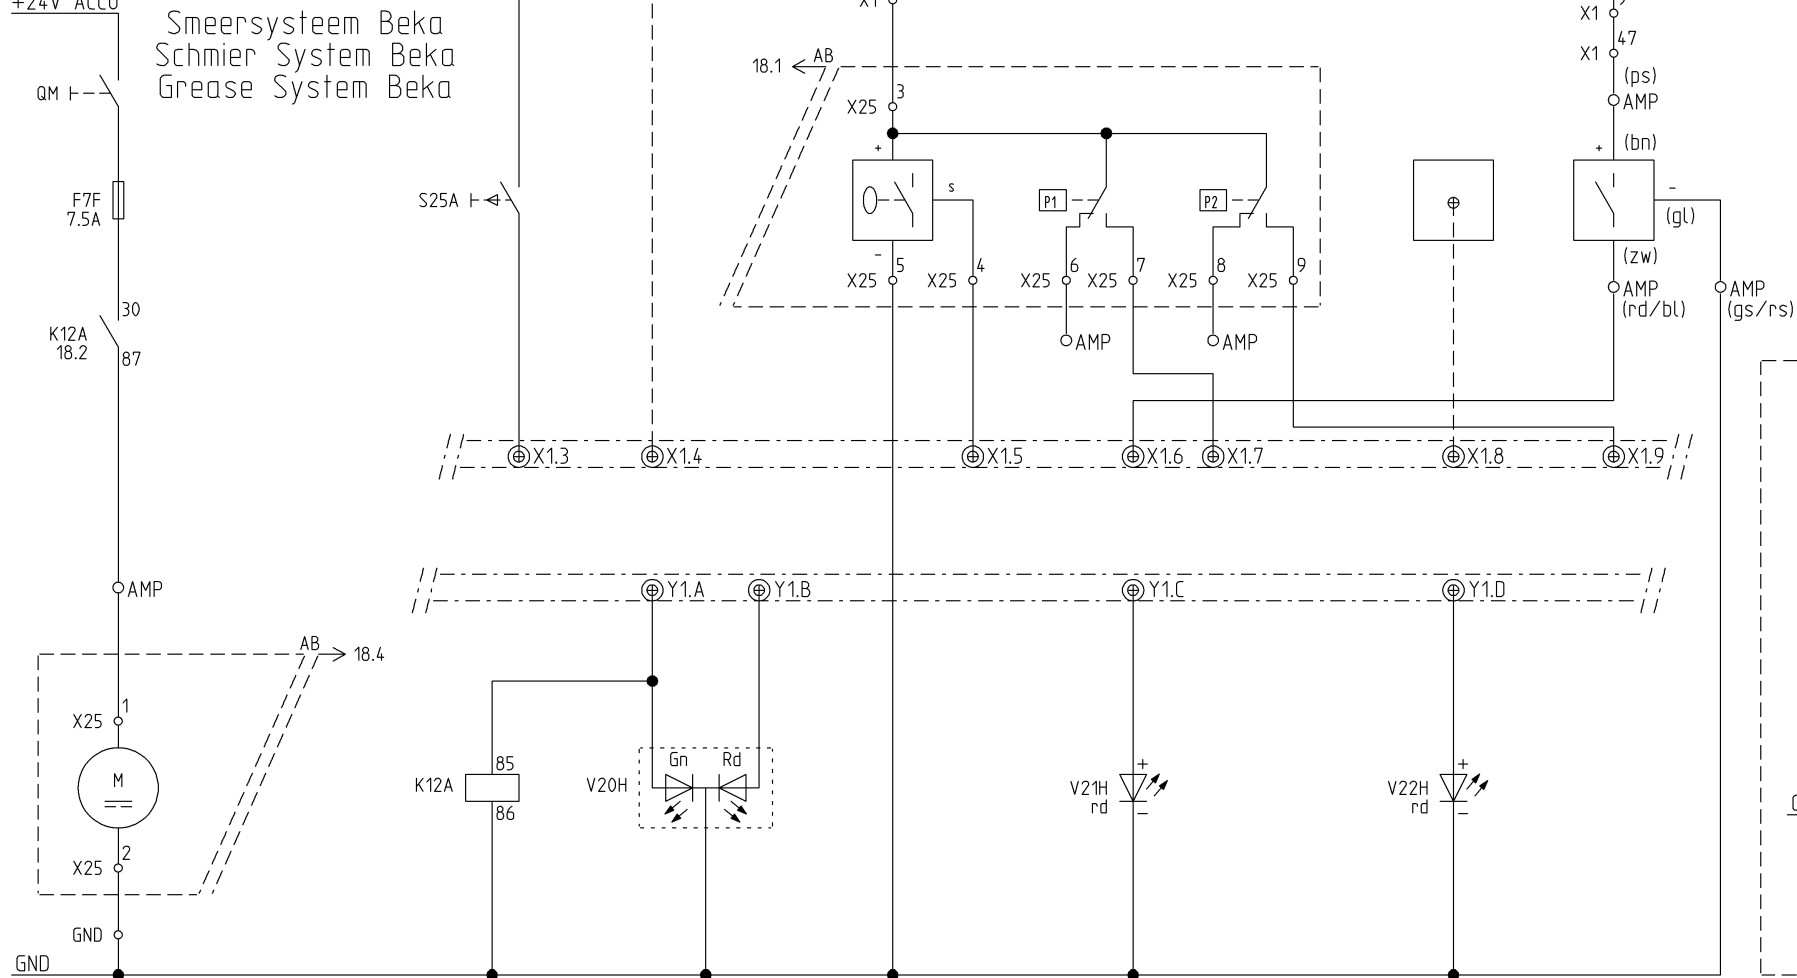 +24V ACCU
Smeersysteem Beka
Schmier System Beka
Grease System Beka
QM
F7F
7.5A
30
K12A
18.2
87
AMP
AB
18.4
1
X25
M
2
X25
GND
GND
S25A
X1
18.1
AB
3
X25
+
s
-
5
X25
4
X25
P1
P2
6
X25
7
X25
8
X25
9
X25
AMP
AMP
X1
47
X1
(ps)
AMP
(bn)
+
-
(gl)
(zw)
AMP
(rd/bl)
AMP
(gs/rs)
X1.3
X1.4
X1.5
X1.6
X1.7
X1.8
X1.9
Y1.A
Y1.B
Y1.C
Y1.D
85
K12A
86
Gn
Rd
V20H
+
V21H
rd
-
+
V22H
rd
-